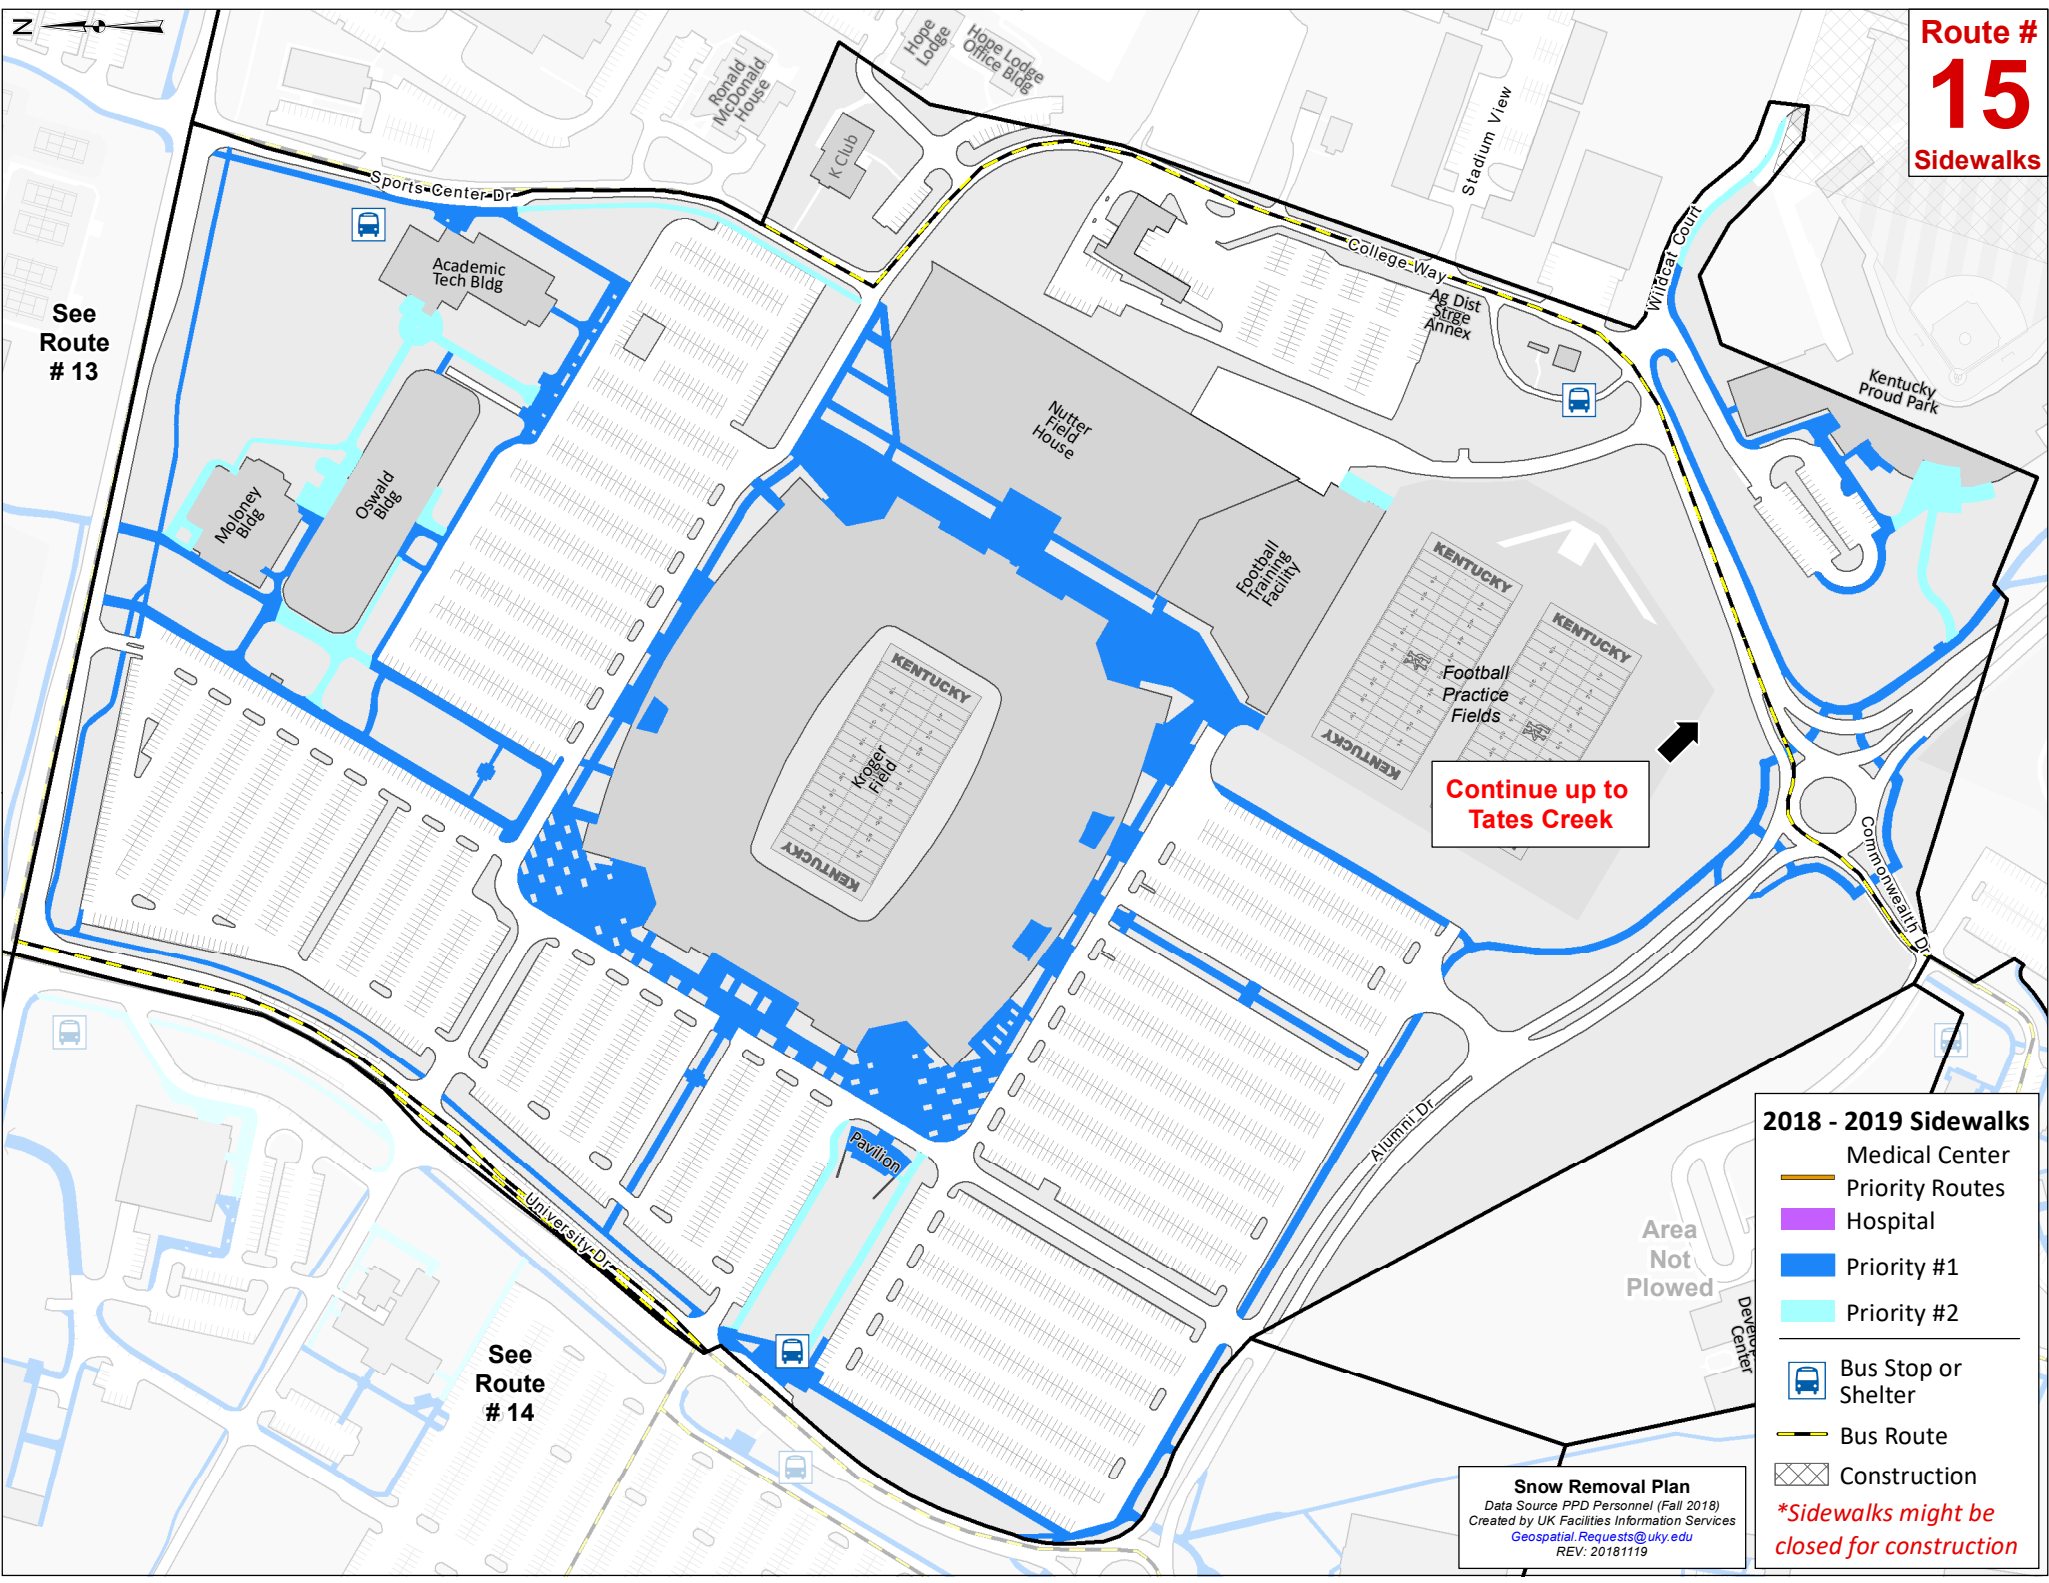 N
Route #
15
Sidewalks
Hope
Lodge
Hope Lodge
Office Bldg
Ronald
McDonald
House
K Club
Stadium View
Sports Center Dr
College Way
Wildcat Court
Academic
Tech Bldg
Ag Dist
Strge
Annex
See
Route
# 13
Kentucky
Proud Park
Nutter
Field
House
Moloney
Bldg
Oswald
Bldg
Football
Training
Facility
KENTUCKY
KENTUCKY
KENTUCKY
KENTUCKY
Football
Practice
Fields
KENTUCKY
Kroger
Field
KENTUCKY
Continue up to
Tates Creek
Commonwealth Dr
Alumni Dr
Pavilion
University Dr
See
Route
# 14
Area
Not
Plowed
Center
2018 - 2019 Sidewalks
Medical Center
Priority Routes
Hospital
Priority #1
Priority #2
Bus Stop or
Shelter
Bus Route
Construction
*Sidewalks might be
closed for construction
Snow Removal Plan
Data Source PPD Personnel (Fall 2018)
Created by UK Facilities Information Services
Geospatial.Requests@uky.edu
REV: 20181119